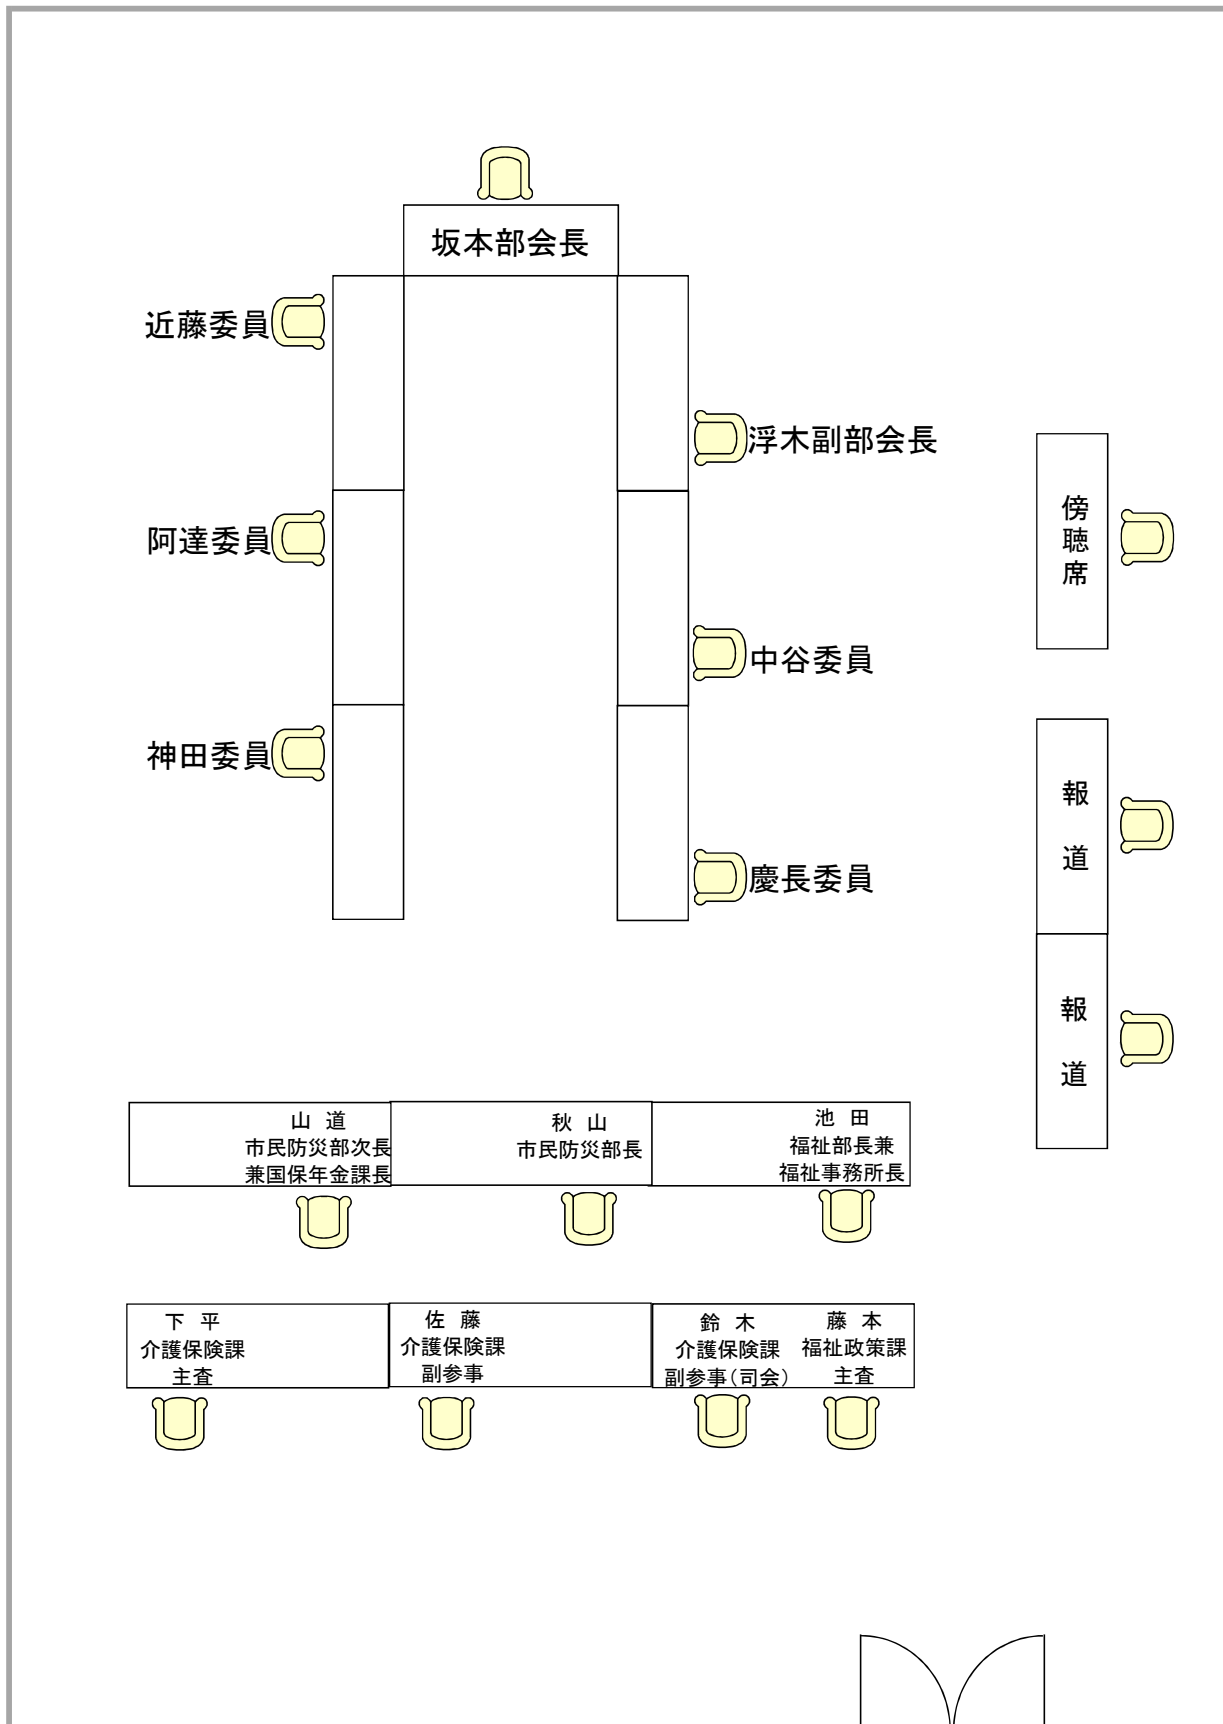 坂本部会長
近藤委員
浮木副部会長
阿達委員
中谷委員
神田委員
慶長委員
傍聴席
報道
報道
山道
市民防災部次長
兼国保年金課長
秋山
市民防災部長
池田
福祉部長兼
福祉事務所長
下平
介護保険課
主査
佐藤
介護保険課
副参事
鈴木
介護保険課
副参事(司会)
藤本
福祉政策課
主査